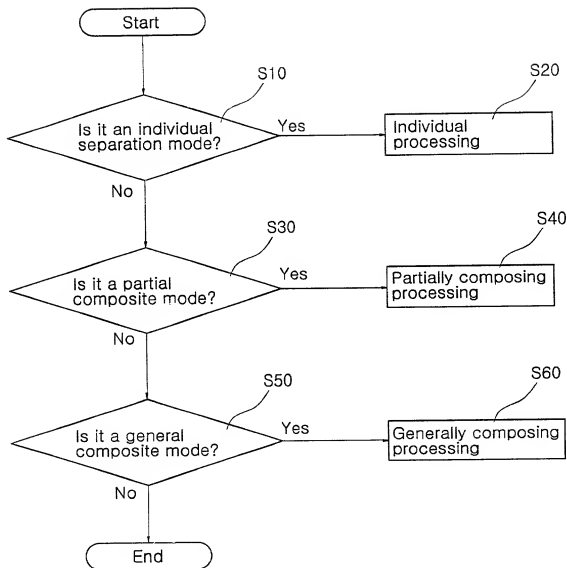 Start
S10
Is it an individual
separation mode?
Yes
S20
Individual
processing
No
S30
Is it a partial
composite mode?
Yes
S40
Partially composing
processing
No
S50
Is it a general
composite mode?
Yes
S60
Generally composing
processing
No
End